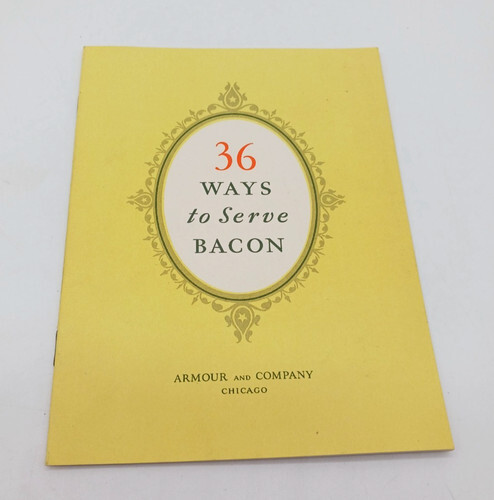 36
WAYS
to Serve
BACON
ARMOUR AND COMPANY
CHICAGO